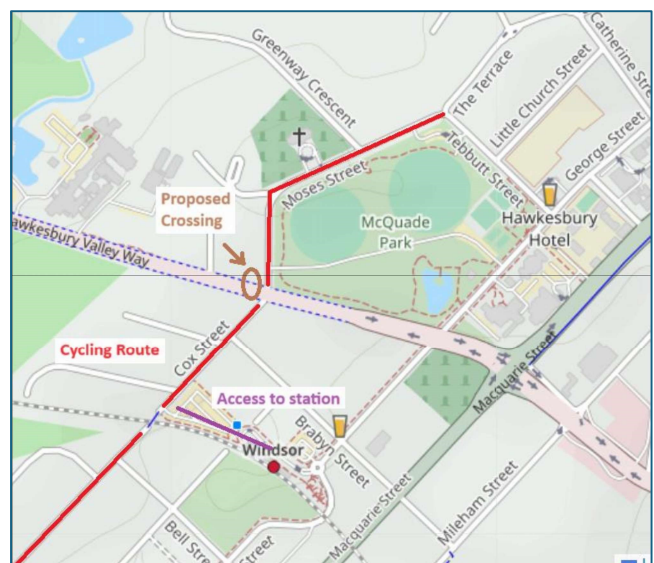 Greenway Crescent
The Terrace
Catherine Stre
Little Church Street
George Street
Tebbutt Street
Moses Street
Proposed
Crossing
McQuade
Park
Hawkesbury
Hotel
awkesbury Valley Way
Cycling Route
Cox Street
Macquarie Street
Access to station
Brabyn Street
Windsor
Mileham Street
Macquarie Street
Bell Stre
Street